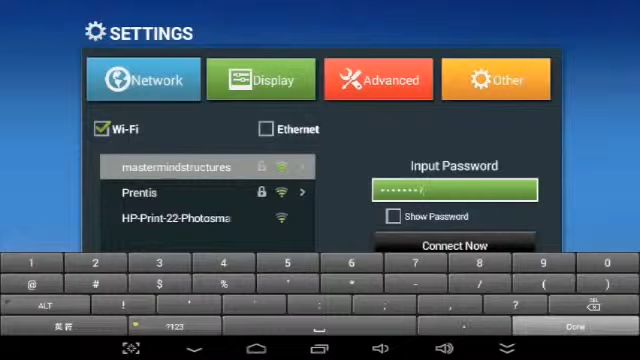 SETTINGS
Network Display Advanced Other
Wi-Fi Ethernet
mastermindstructures
Input Password
Prentis
Show Password
HP-Print-22-Photosma
Connect Now
1 2 3 4 5 6 7 8 9 0
@ # $ % & * - / ( )
ALT ! " ' : ; , ? DEL
英符 ?123 . Done